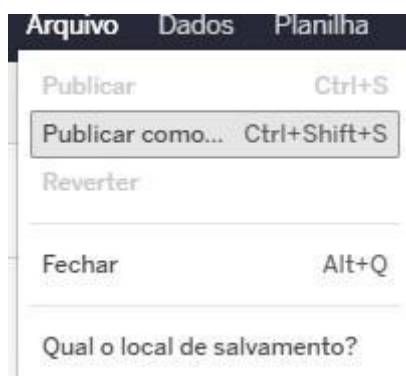 Arquivo Dados Planilha
Publicar Ctrl+S
Publicar como... Ctrl+Shift+S
Reverter
Fechar Alt+Q
Qual o local de salvamento?